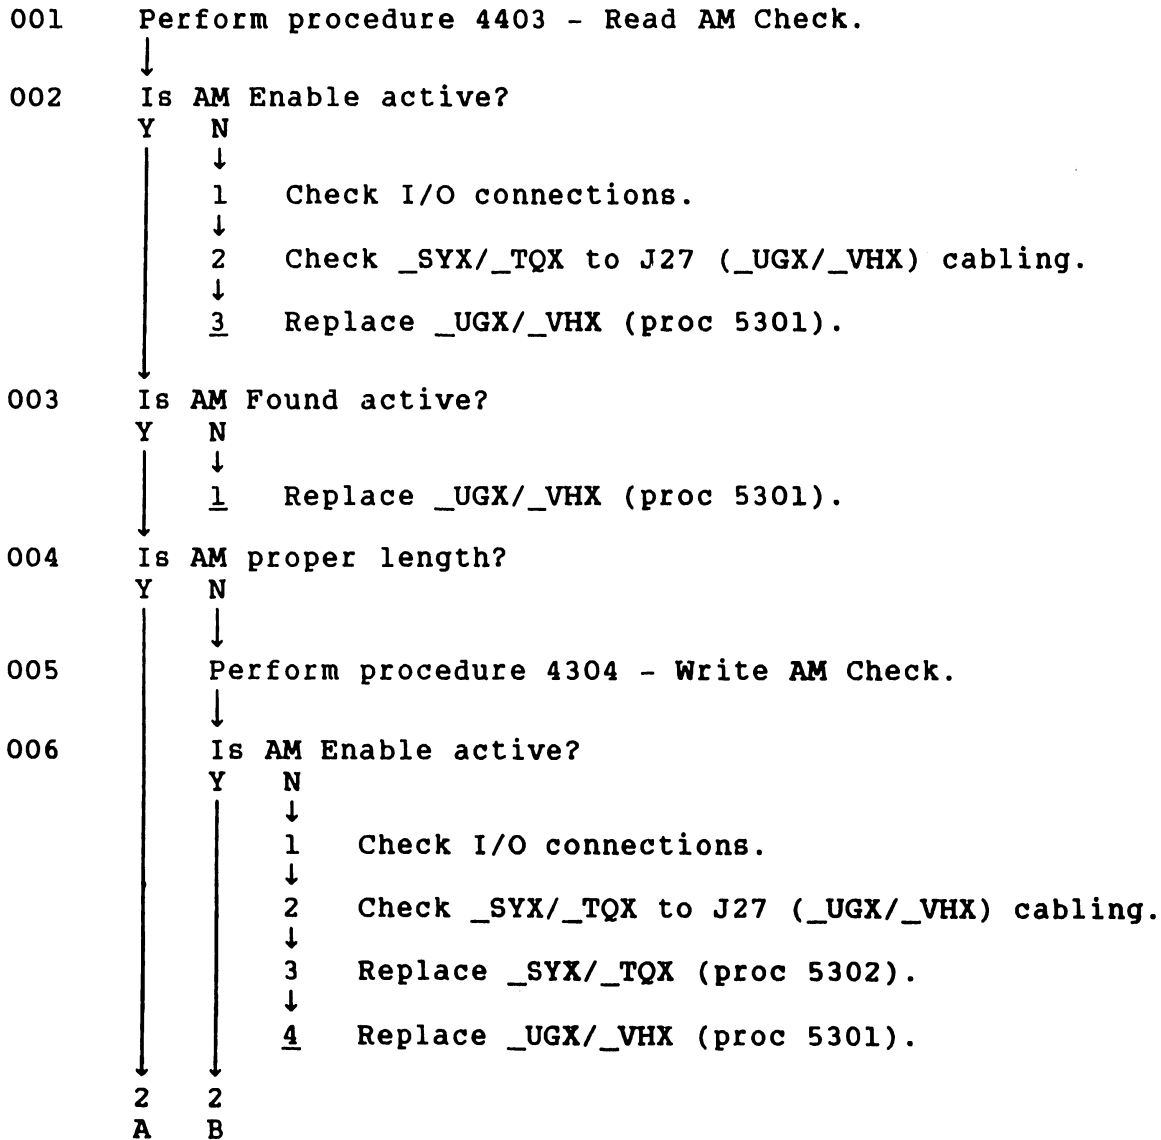 001 Perform procedure 4403 - Read AM Check.
002 Is AM Enable active?
Y N
1 Check I/O connections.
2 Check _SYX/_TQX to J27 (_UGX/_VHX) cabling.
3 Replace _UGX/_VHX (proc 5301).
003 Is AM Found active?
Y N
1 Replace _UGX/_VHX (proc 5301).
004 Is AM proper length?
Y N
005 Perform procedure 4304 - Write AM Check.
006 Is AM Enable active?
Y N
1 Check I/O connections.
2 Check _SYX/_TQX to J27 (_UGX/_VHX) cabling.
3 Replace _SYX/_TQX (proc 5302).
4 Replace _UGX/_VHX (proc 5301).
2 2
A B